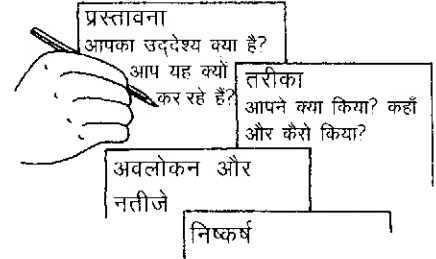 प्रस्तावना
आपका उद्देश्य क्या है?
आप यह क्यों
कर रहे हैं?
तरीका
आपने क्या किया? कहाँ
और कैसे किया?
अवलोकन और
नतीजे
निष्कर्ष